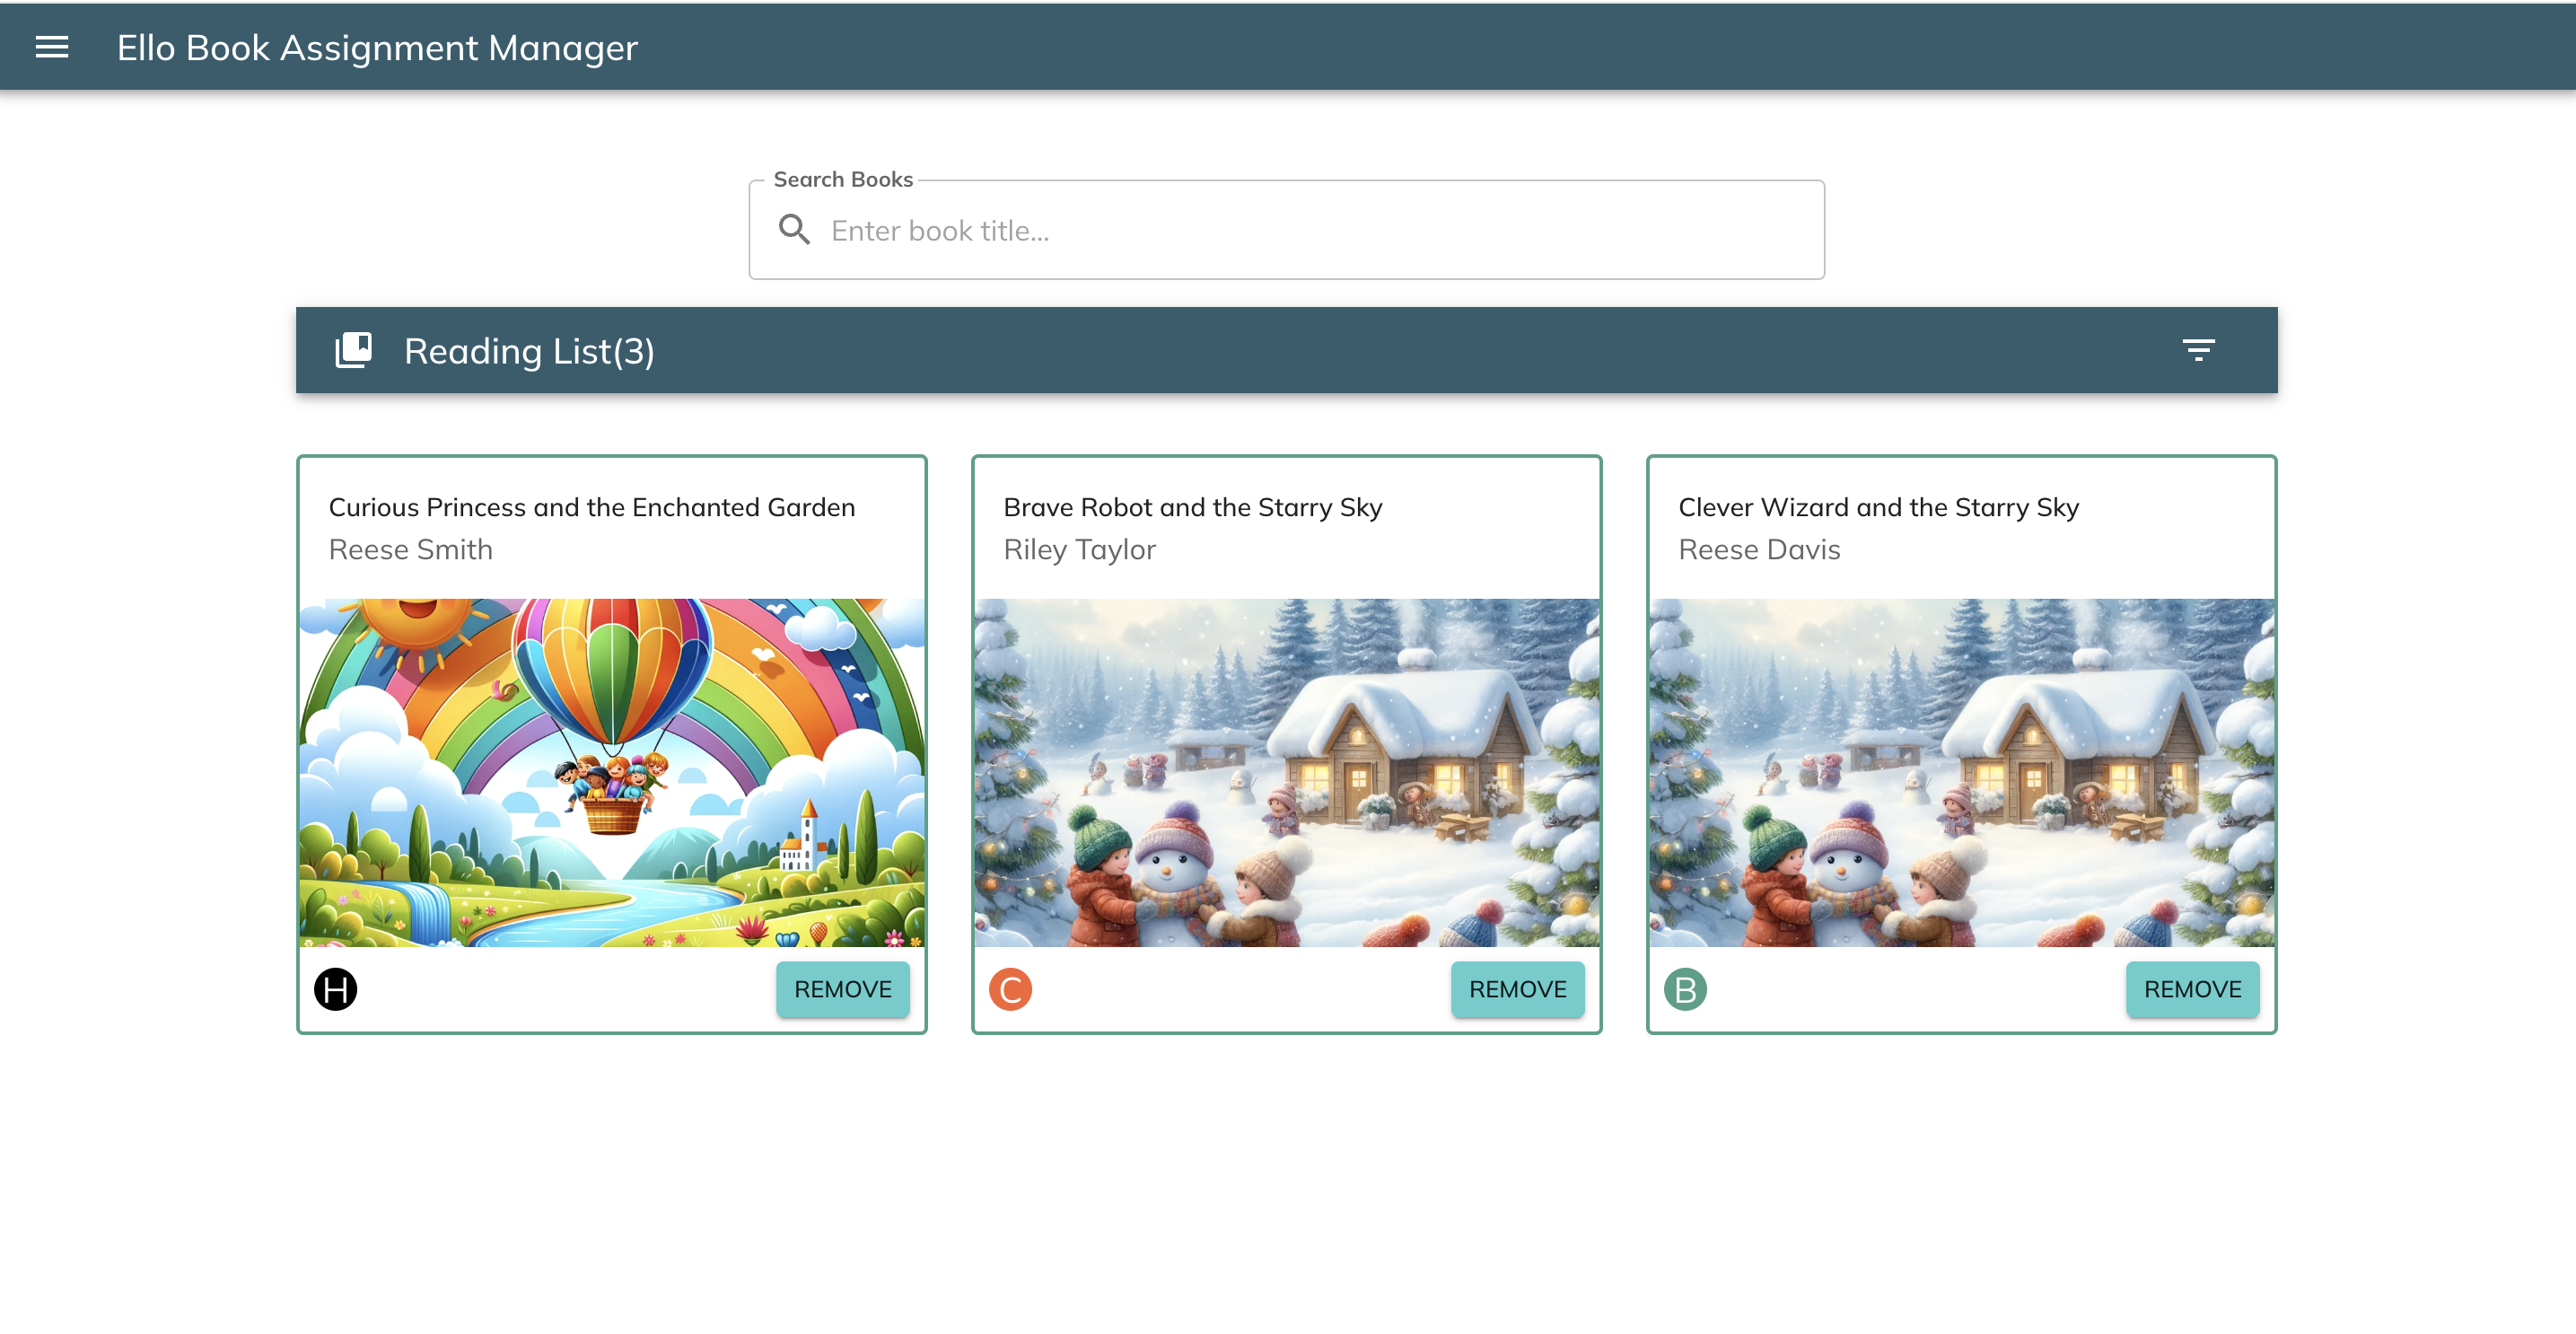 Ello Book Assignment Manager
Search Books
Enter book title...
Reading List(3)
Curious Princess and the Enchanted Garden
Reese Smith
H
REMOVE
Brave Robot and the Starry Sky
Riley Taylor
C
REMOVE
Clever Wizard and the Starry Sky
Reese Davis
B
REMOVE